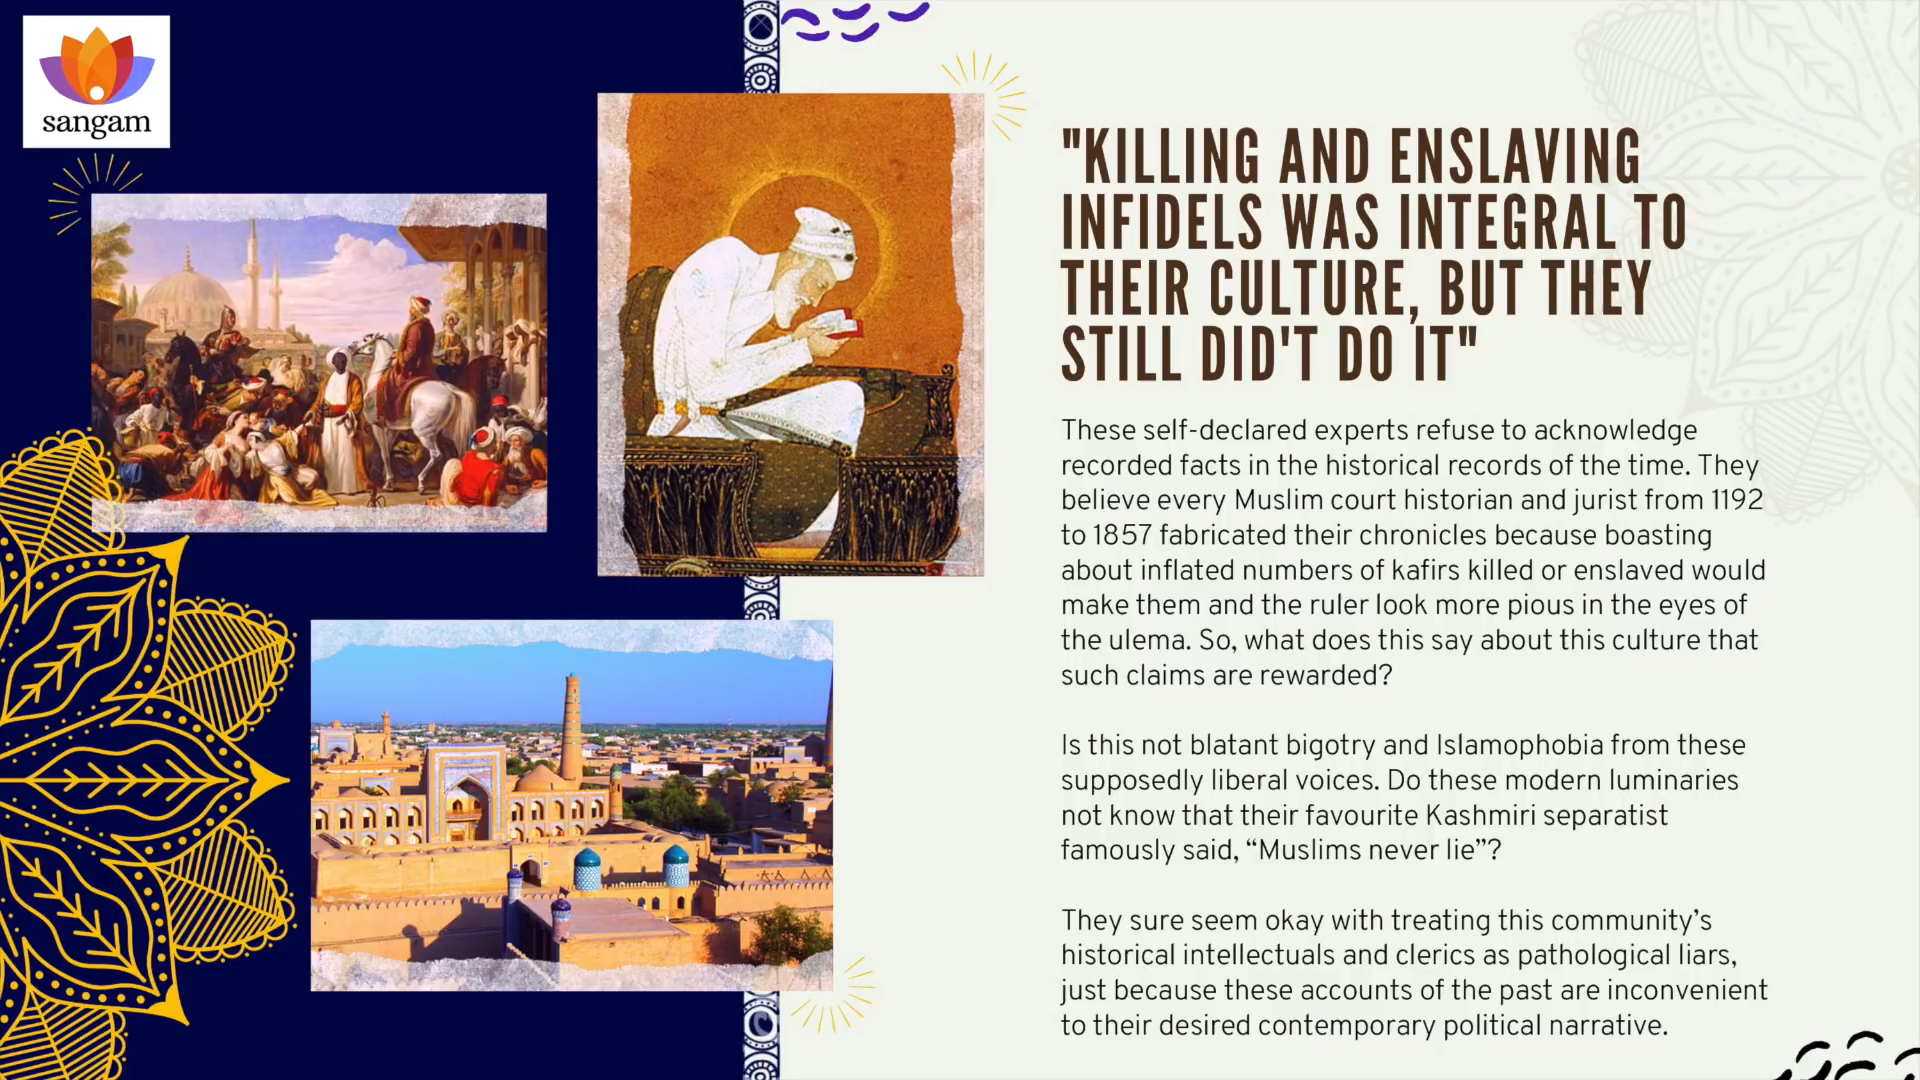 sangam
"KILLING AND ENSLAVING
INFIDELS WAS INTEGRAL TO
THEIR CULTURE, BUT THEY
STILL DID'T DO IT"
These self-declared experts refuse to acknowledge
recorded facts in the historical records of the time. They
believe every Muslim court historian and jurist from 1192
to 1857 fabricated their chronicles because boasting
about inflated numbers of kafirs killed or enslaved would
make them and the ruler look more pious in the eyes of
the ulema. So, what does this say about this culture that
such claims are rewarded?
Is this not blatant bigotry and Islamophobia from these
supposedly liberal voices. Do these modern luminaries
not know that their favourite Kashmiri separatist
famously said, “Muslims never lie”?
They sure seem okay with treating this community’s
historical intellectuals and clerics as pathological liars,
just because these accounts of the past are inconvenient
to their desired contemporary political narrative.